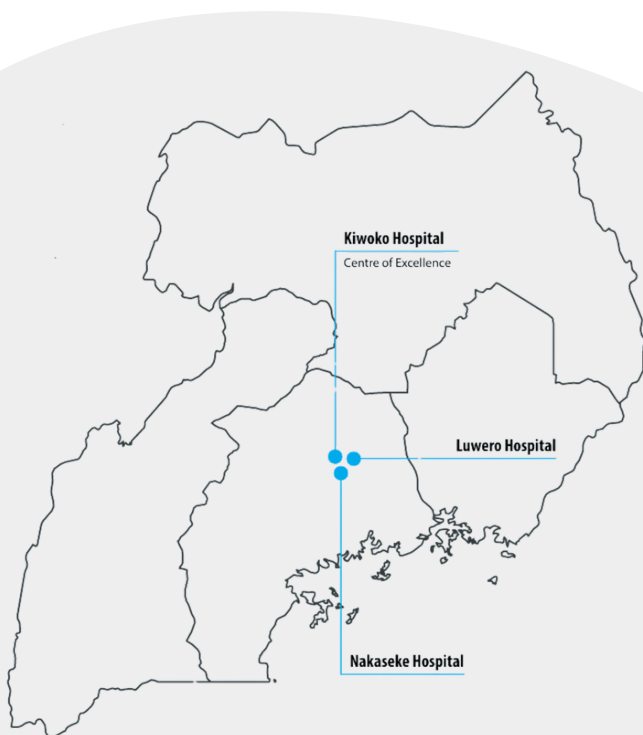 Kiwoko Hospital
Centre of Excellence
Luwero Hospital
Nakaseke Hospital